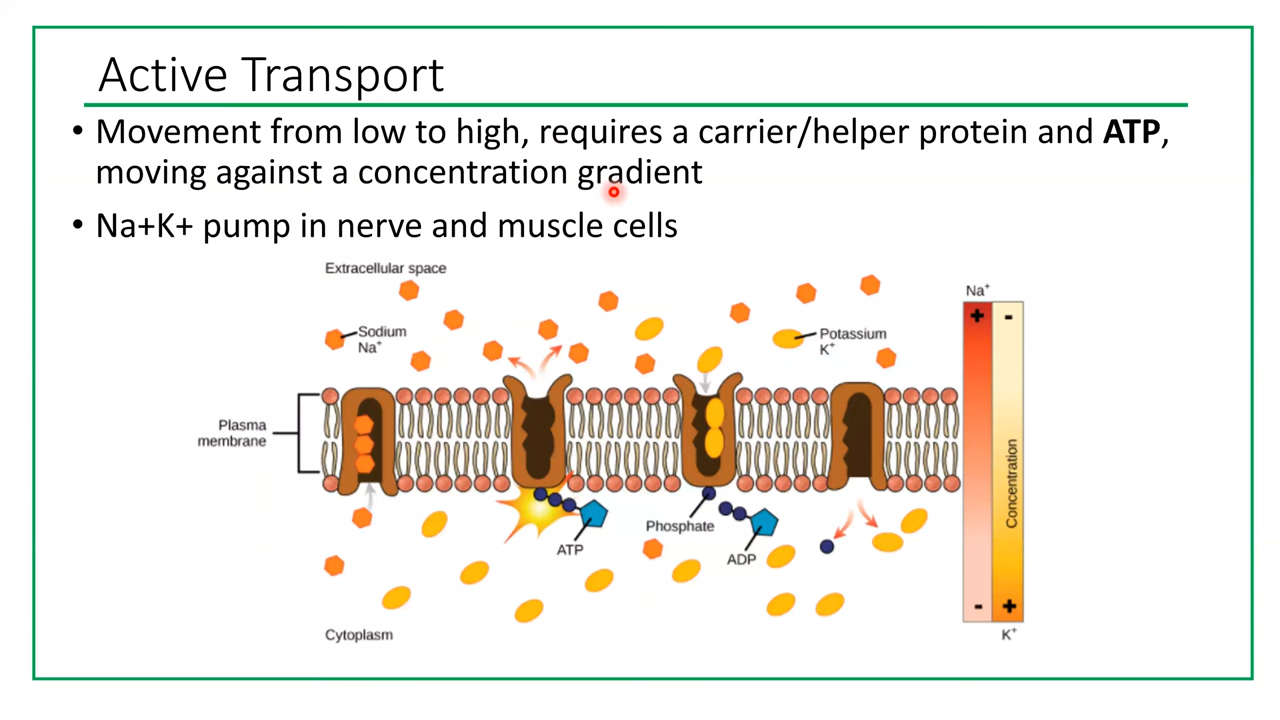 Active Transport
• Movement from low to high, requires a carrier/helper protein and ATP,
moving against a concentration gradient
• Na+K+ pump in nerve and muscle cells
Extracellular space
Na⁺
+ -
Sodium
Na⁺
Potassium
K⁺
Plasma
membrane
Concentration
Phosphate
ATP
ADP
- +
Cytoplasm
K⁺